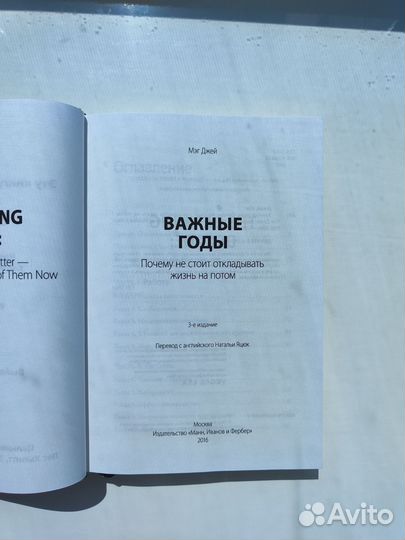 NG
:
tter —
of Them Now
Мэг Джей
Оглавление
ВАЖНЫЕ
ГОДЫ
Почему не стоит откладывать
жизнь на потом
3-е издание
Перевод с английского Натальи Яцюк
Москва
Издательство «Манн, Иванов и Фербер»
2016
Avito